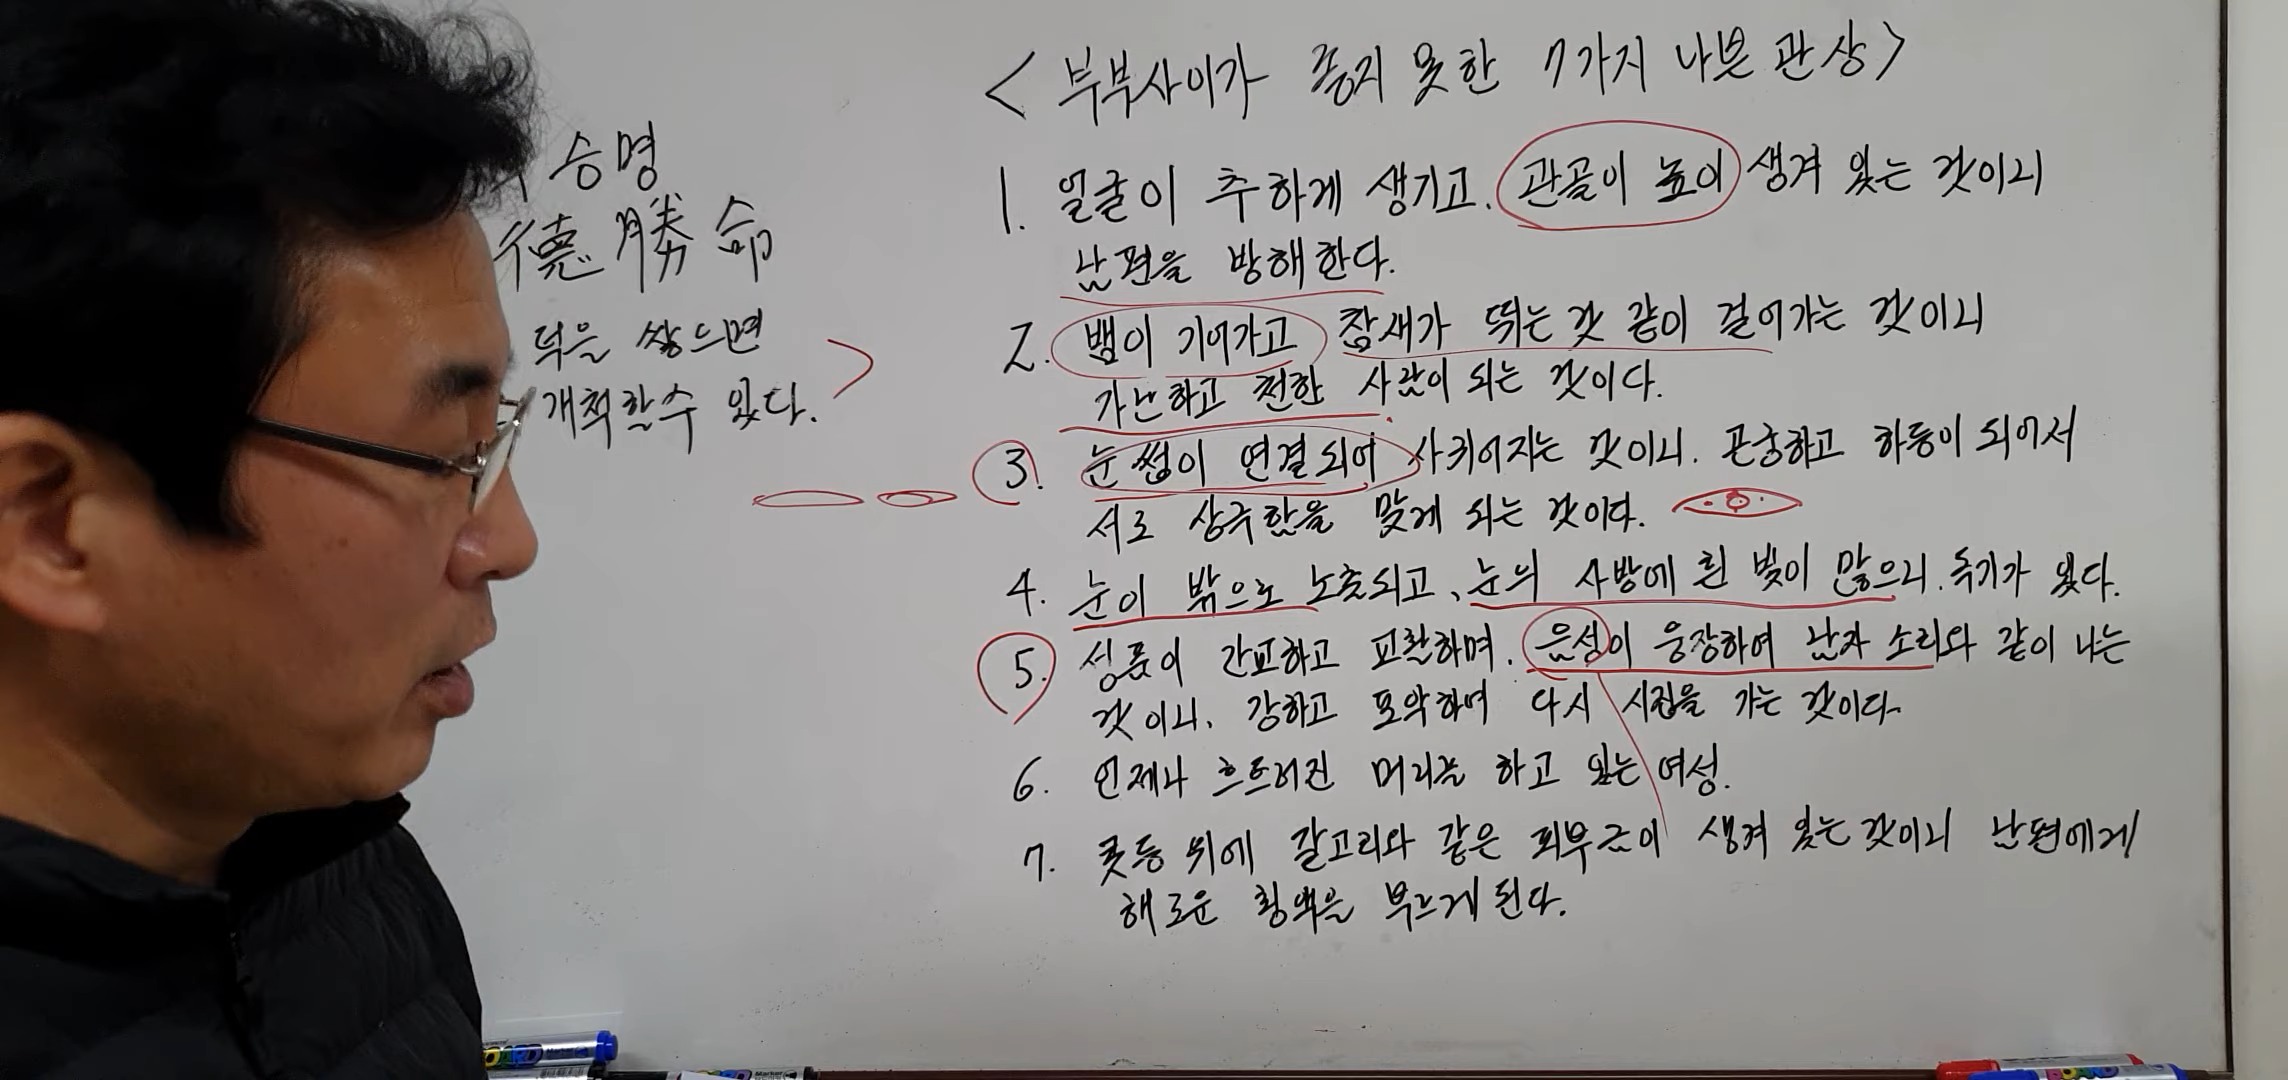 승명
德勝命
덕을 쌓으면
개척할수 있다.
<부부사이가 좋지 못한 7가지 나쁜 관상>
1. 얼굴이 추하게 생기고. 관골이 높이 생겨 있는 것이니
남편을 방해한다.
2. 뱀이 기어가고 참새가 뛰는 것 같이 걸어가는 것이니
가난하고 천한 사람이 되는 것이다.
3. 눈썹이 연결되어 사귀어지는 것이니. 곤궁하고 하등이 되어서
서로 상극함을 맞게 되는 것이다.
4. 눈이 밖으로 노출되고, 눈의 사방에 흰 빛이 많으니. 독기가 있다.
5. 성품이 간교하고 교활하며. 음성이 웅장하여 남자 소리와 같이 나는
것이니. 강하고 포악하여 다시 시집을 가는 것이다.
6. 언제나 흐트러진 머리를 하고 있는 여성.
7. 콧등 위에 갈고리와 같은 피부근이 생겨 있는 것이니 남편에게
해로운 횡액을 부르게 된다.
Marker